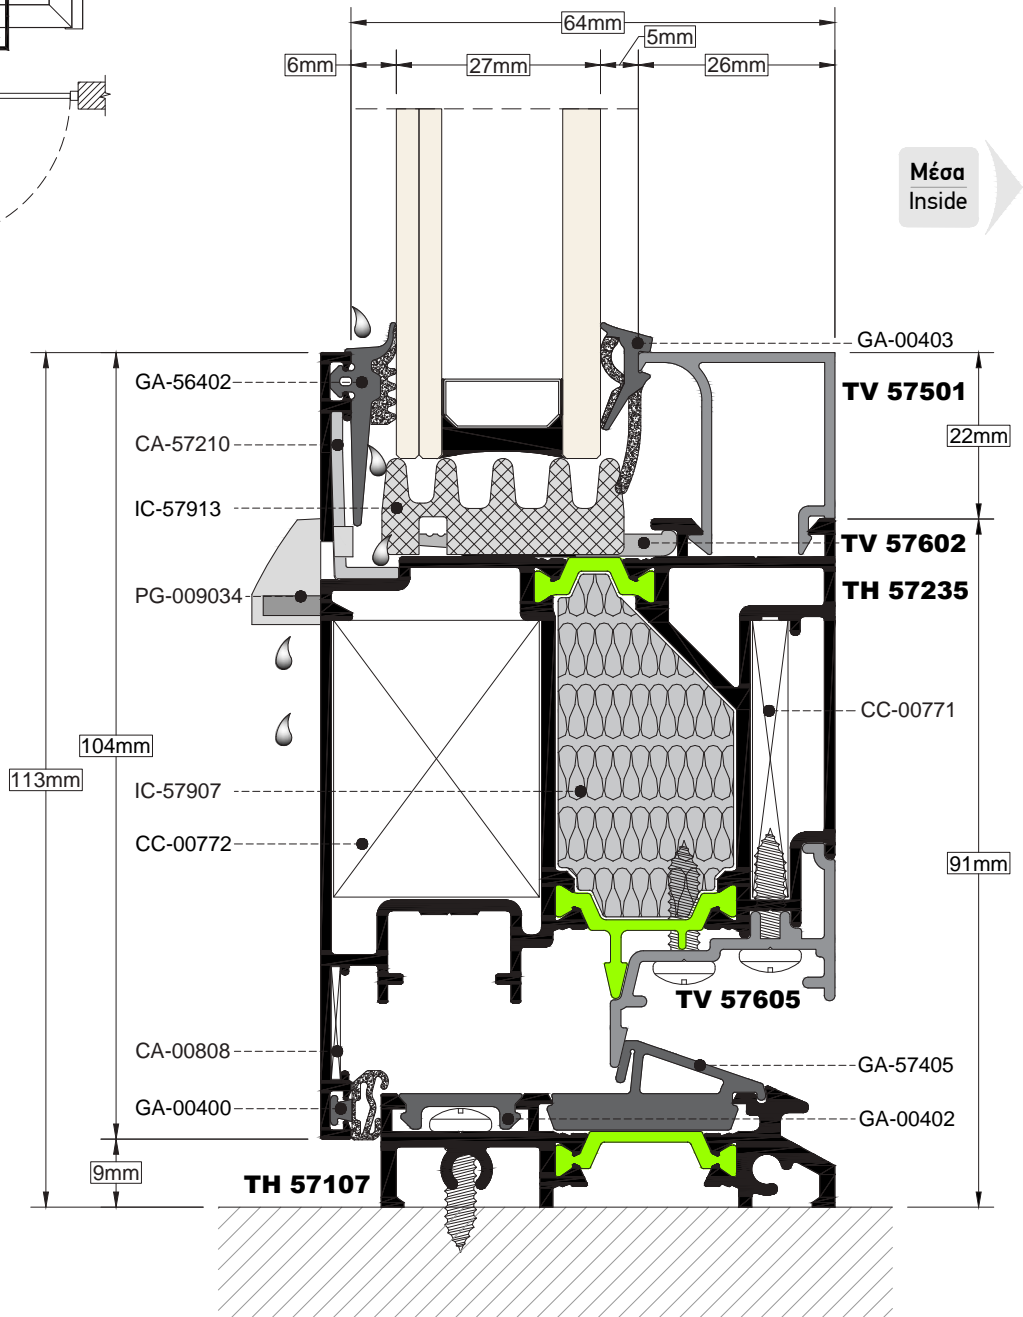 64mm
5mm
6mm
27mm
26mm
Μέσα
Inside
GA-00403
GA-56402
TV 57501
CA-57210
22mm
IC-57913
TV 57602
TH 57235
PG-009034
CC-00771
104mm
113mm
IC-57907
CC-00772
91mm
TV 57605
CA-00808
GA-57405
GA-00400
GA-00402
9mm
TH 57107